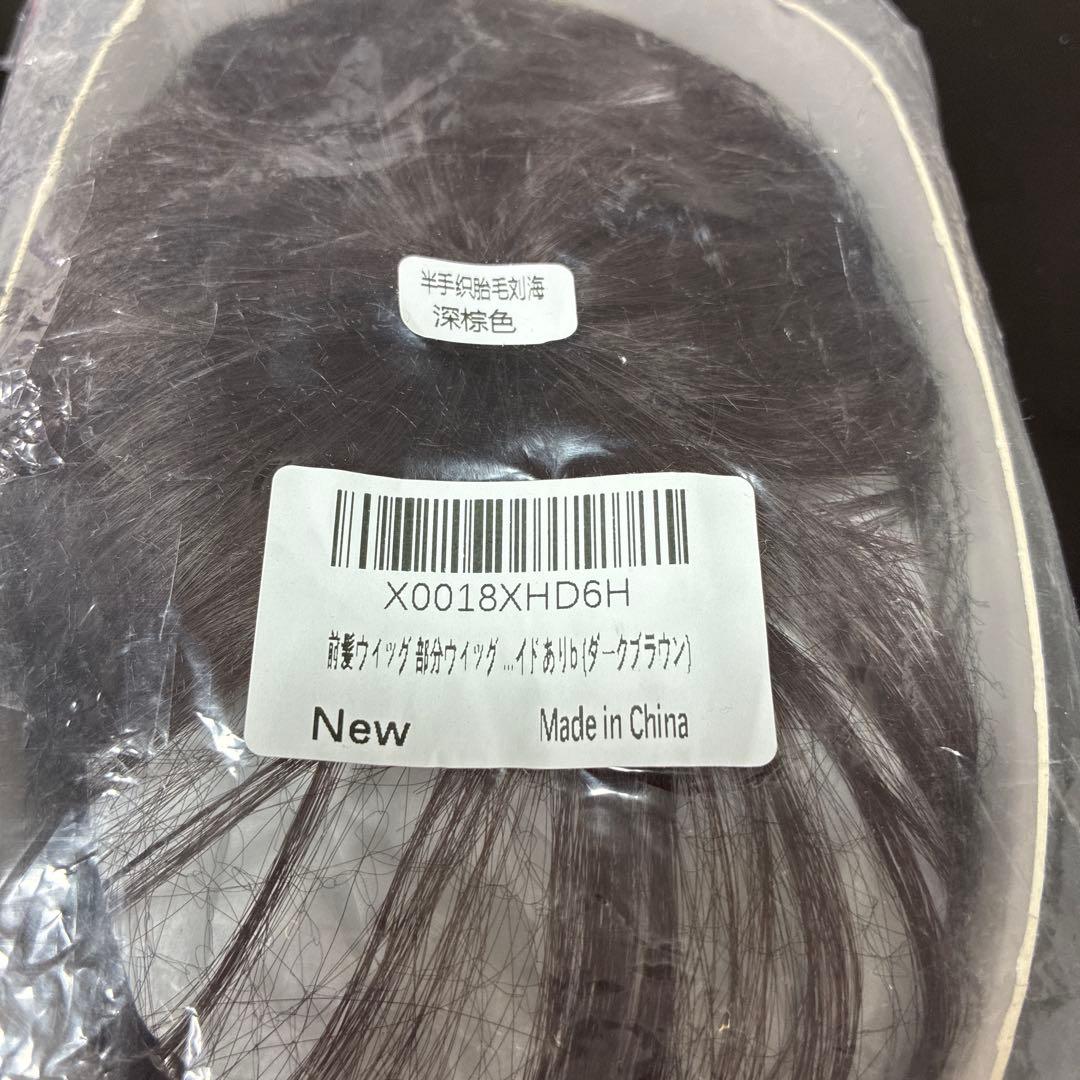 半手织胎毛刘海
深棕色
X0018XHD6H
前髪ウィッグ 部分ウィッグ ...イドありb (ダークブラウン)
New
Made in China